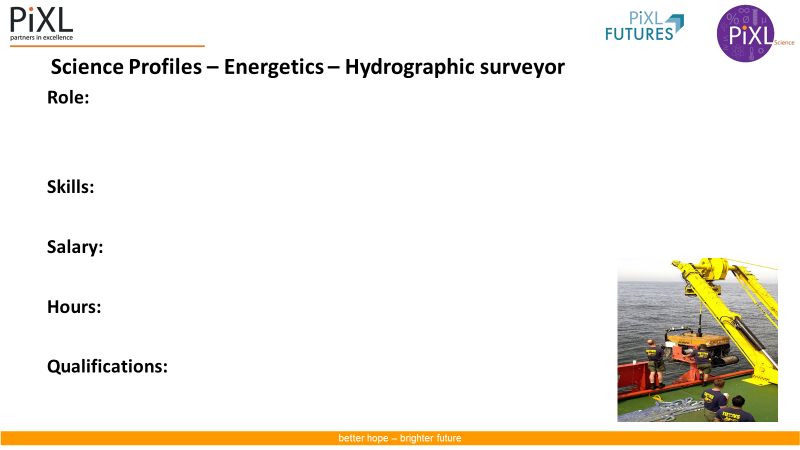 PiXL
partners in excellence
PiXL
FUTURES
PiXL Science
Science Profiles – Energetics – Hydrographic surveyor
Role:
Skills:
Salary:
Hours:
Qualifications:
better hope – brighter future